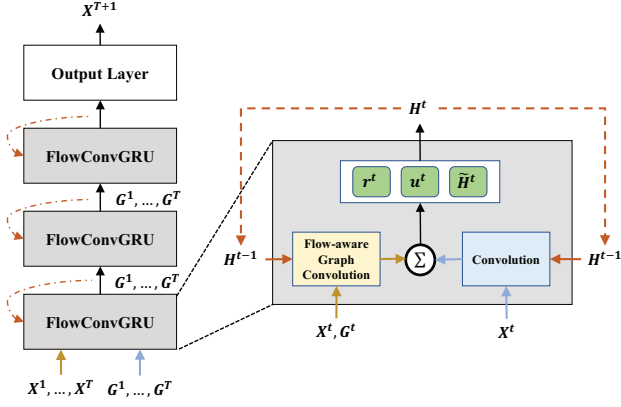 X^{T+1}
Output Layer
FlowConvGRU
G^1, ..., G^T
FlowConvGRU
G^1, ..., G^T
FlowConvGRU
X^1, ..., X^T
G^1, ..., G^T
H^t
r^t
u^t
H̃^t
H^{t-1}
Flow-aware
Graph
Convolution
Σ
Convolution
H^{t-1}
X^t, G^t
X^t